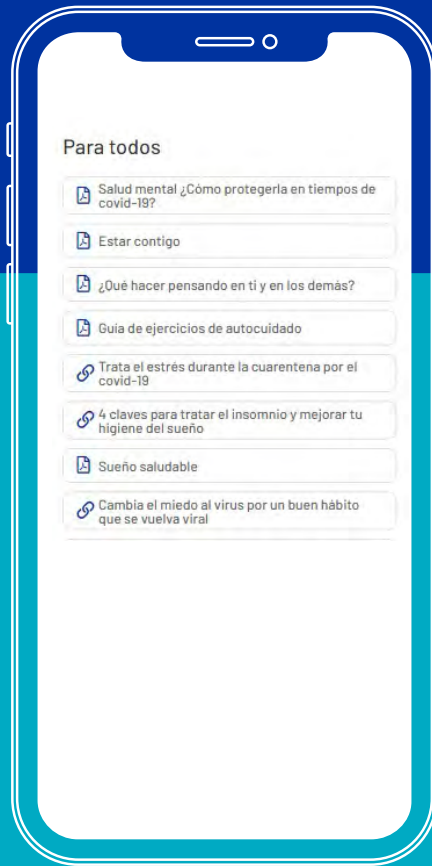 Para todos
Salud mental ¿Cómo protegerla en tiempos de
covid-19?
Estar contigo
¿Qué hacer pensando en ti y en los demás?
Guía de ejercicios de autocuidado
Trata el estrés durante la cuarentena por el
covid-19
4 claves para tratar el insomnio y mejorar tu
higiene del sueño
Sueño saludable
Cambia el miedo al virus por un buen hábito
que se vuelva viral